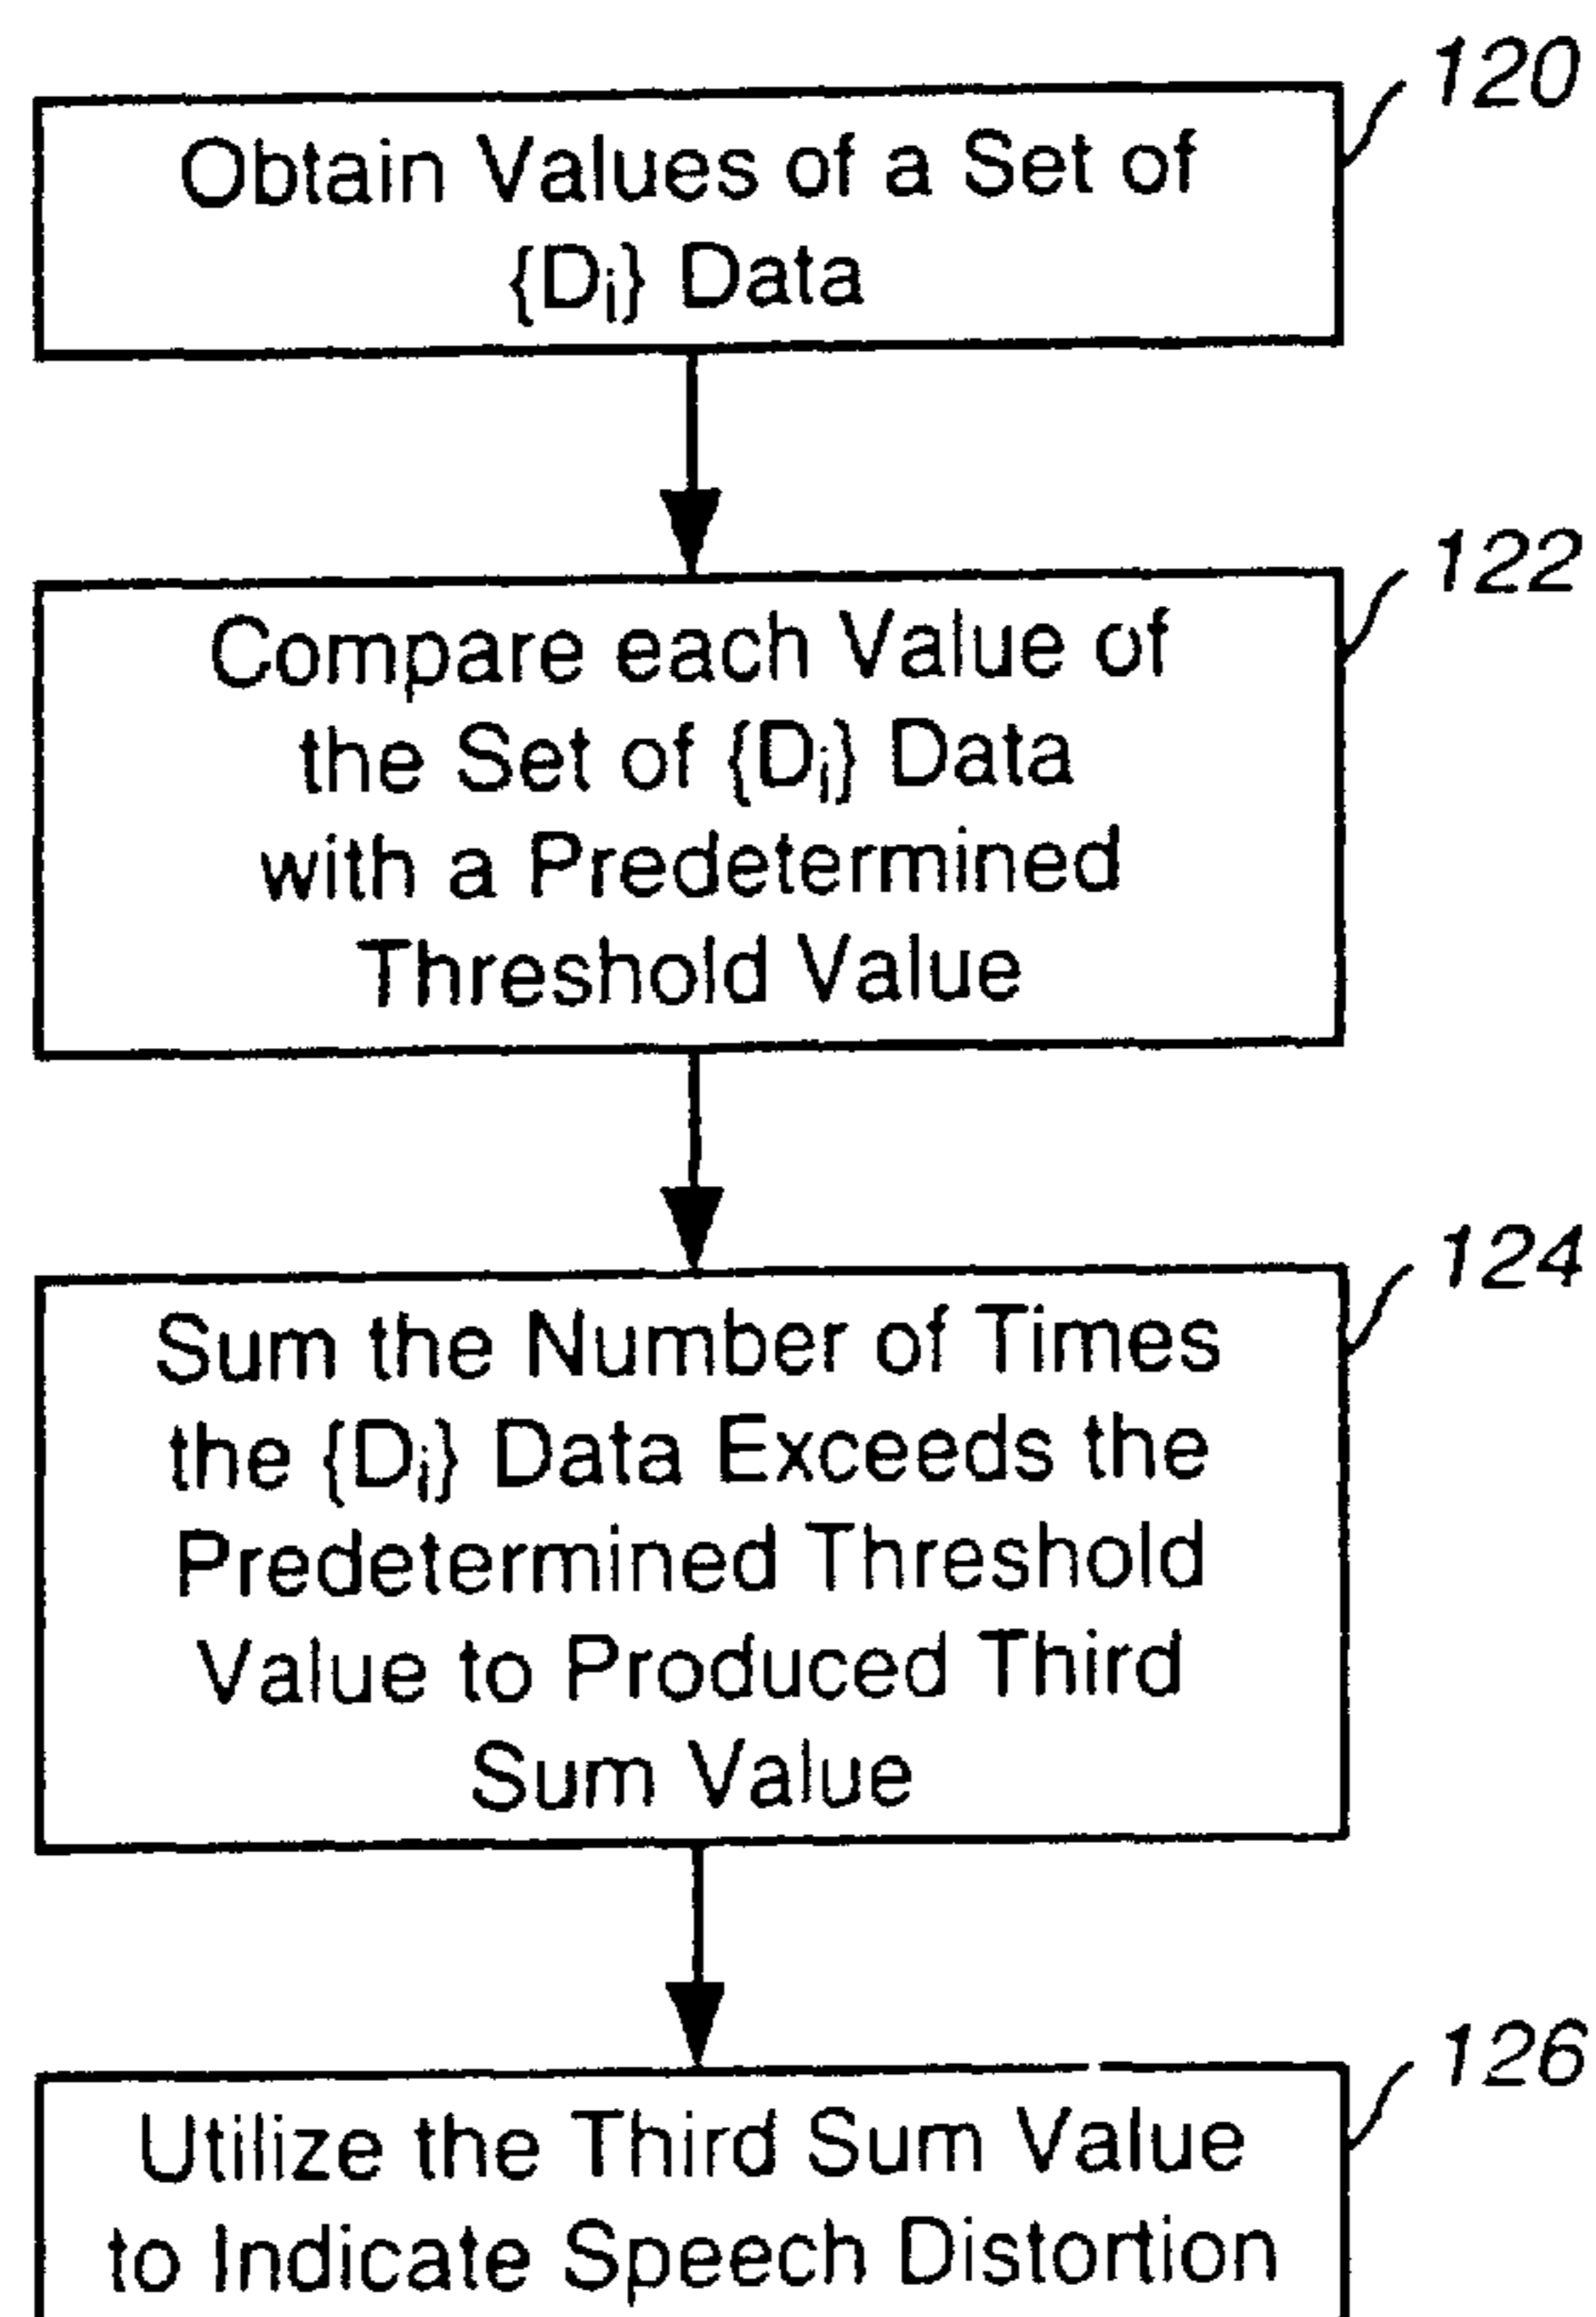 120
Obtain Values of a Set of
{Di} Data
122
Compare each Value of
the Set of {Di} Data
with a Predetermined
Threshold Value
124
Sum the Number of Times
the {Di} Data Exceeds the
Predetermined Threshold
Value to Produced Third
Sum Value
126
Utilize the Third Sum Value
to Indicate Speech Distortion